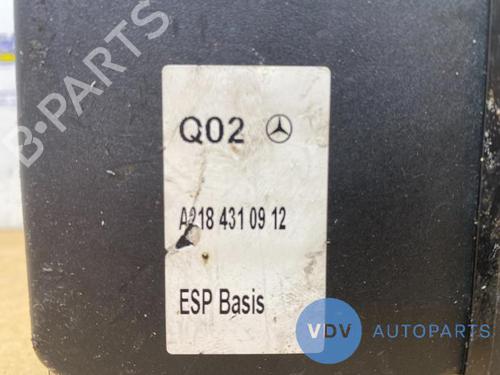 Q02
A218 431 09 12
ESP Basis
B-PARTS
VDV AUTOPARTS